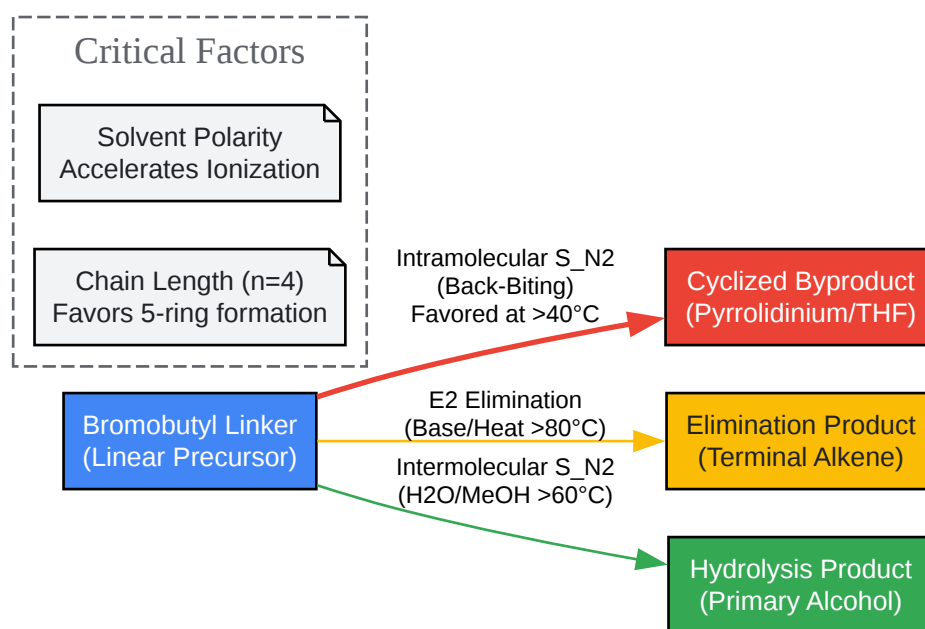 Critical Factors
Solvent Polarity
Accelerates Ionization
Chain Length (n=4)
Favors 5-ring formation
Intramolecular S_N2
(Back-Biting)
Favored at >40°C
Cyclized Byproduct
(Pyrrolidinium/THF)
Bromobutyl Linker
(Linear Precursor)
E2 Elimination
(Base/Heat >80°C)
Elimination Product
(Terminal Alkene)
Intermolecular S_N2
(H2O/MeOH >60°C)
Hydrolysis Product
(Primary Alcohol)